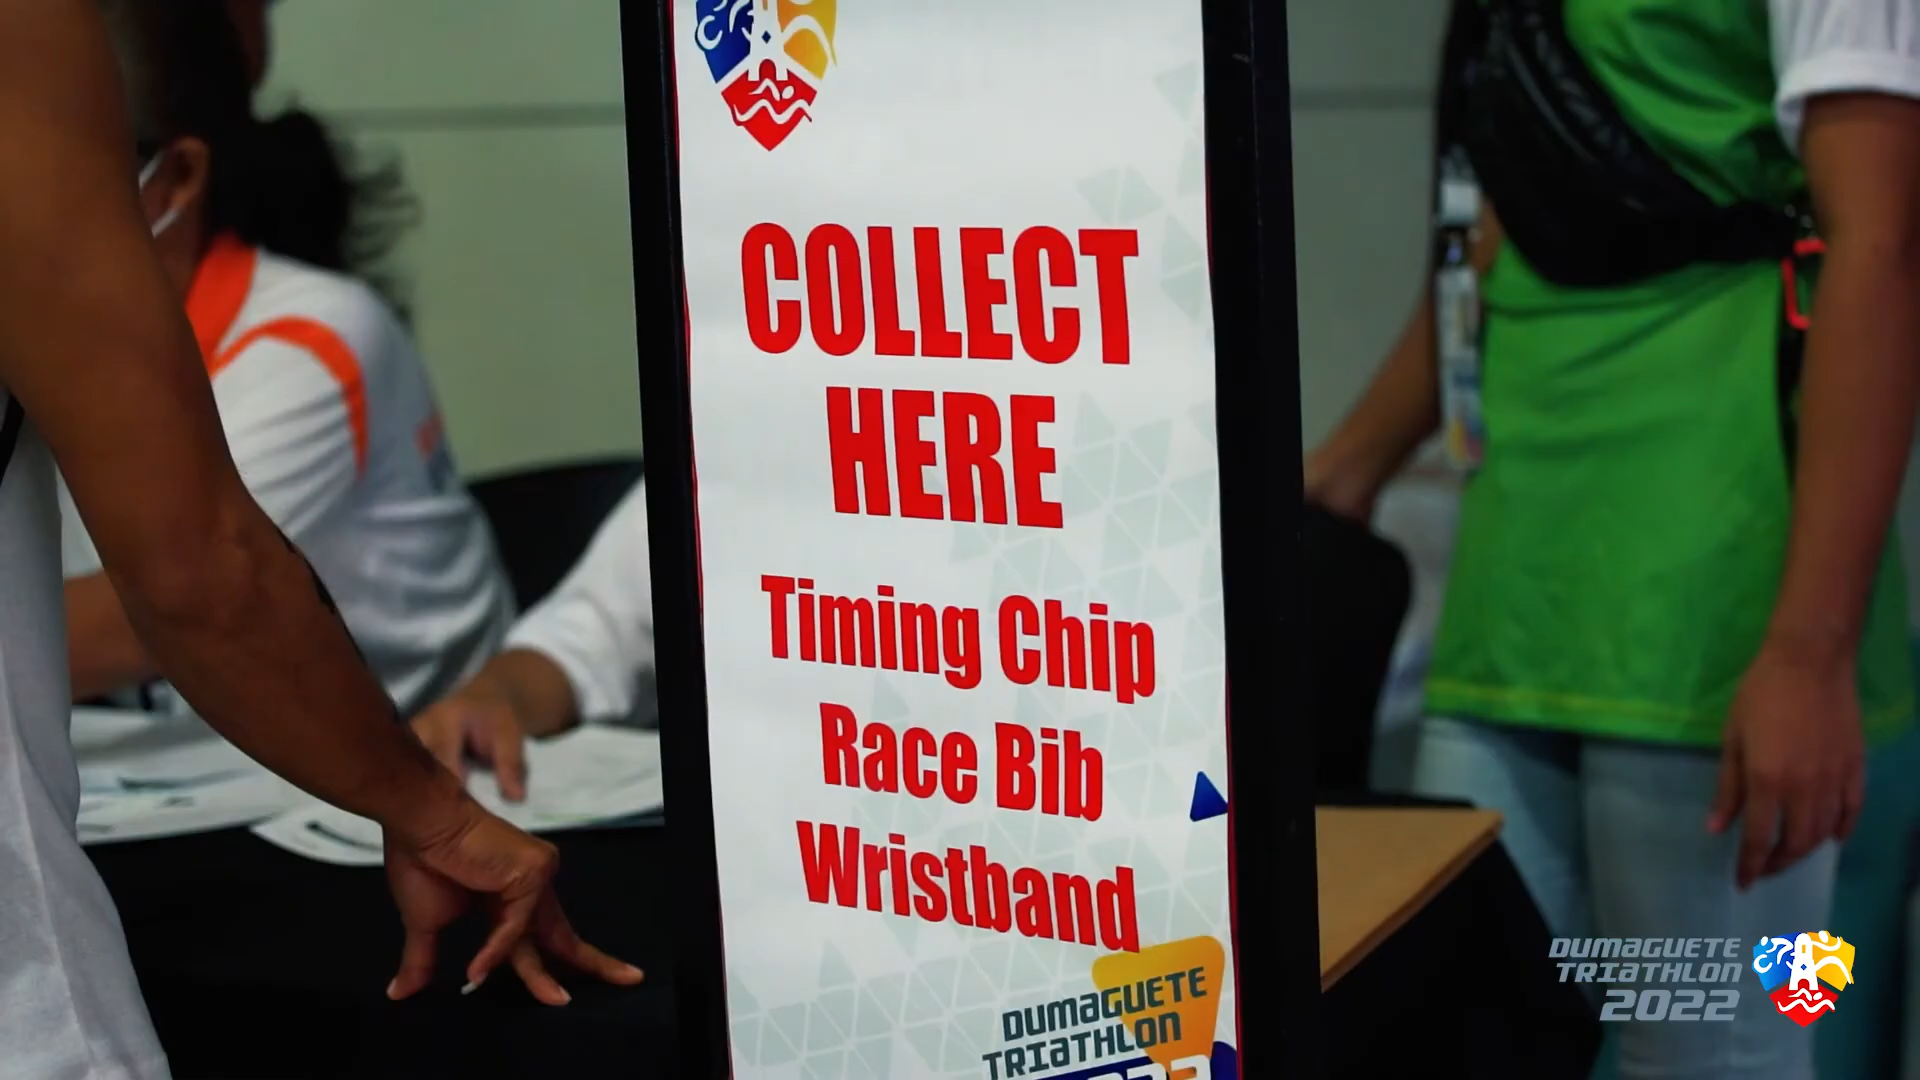 COLLECT
HERE
Timing Chip
Race Bib
Wristband
DUMAGUETE
TRIATHLON
DUMAGUETE
TRIATHLON
2022